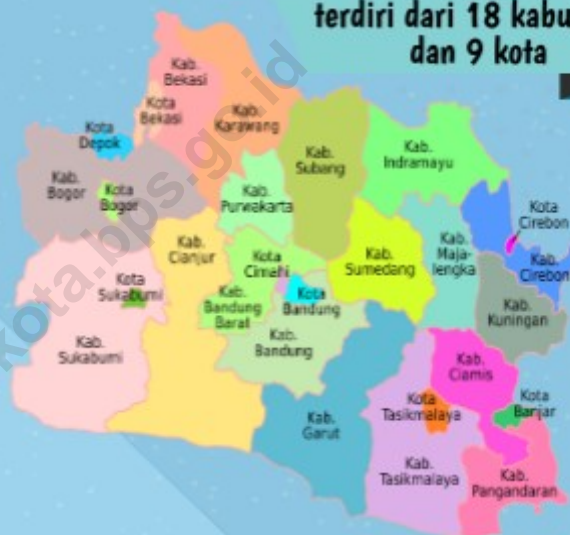 terdiri dari 18 kabu
dan 9 kota
Kab.
Bekasi
Kota
Bekasi
Kab.
Karawang
Kota
Depok
Kab.
Bogor
Kota
Bogor
Kab.
Purwakarta
Kab.
Subang
Kab.
Indramayu
Kota
Cirebon
Kab.
Cirebon
Kab.
Cianjur
Kota
Cimahi
Kab.
Sumedang
Kab.
Maja-
lengka
Kota
Sukabumi
Kab.
Bandung
Barat
Kota
Bandung
Kab.
Kuningan
Kab.
Sukabumi
Kab.
Bandung
Kab.
Ciamis
Kota
Tasikmalaya
Kota
Banjar
Kab.
Garut
Kab.
Tasikmalaya
Kab.
Pangandaran
kota.bps.go.id